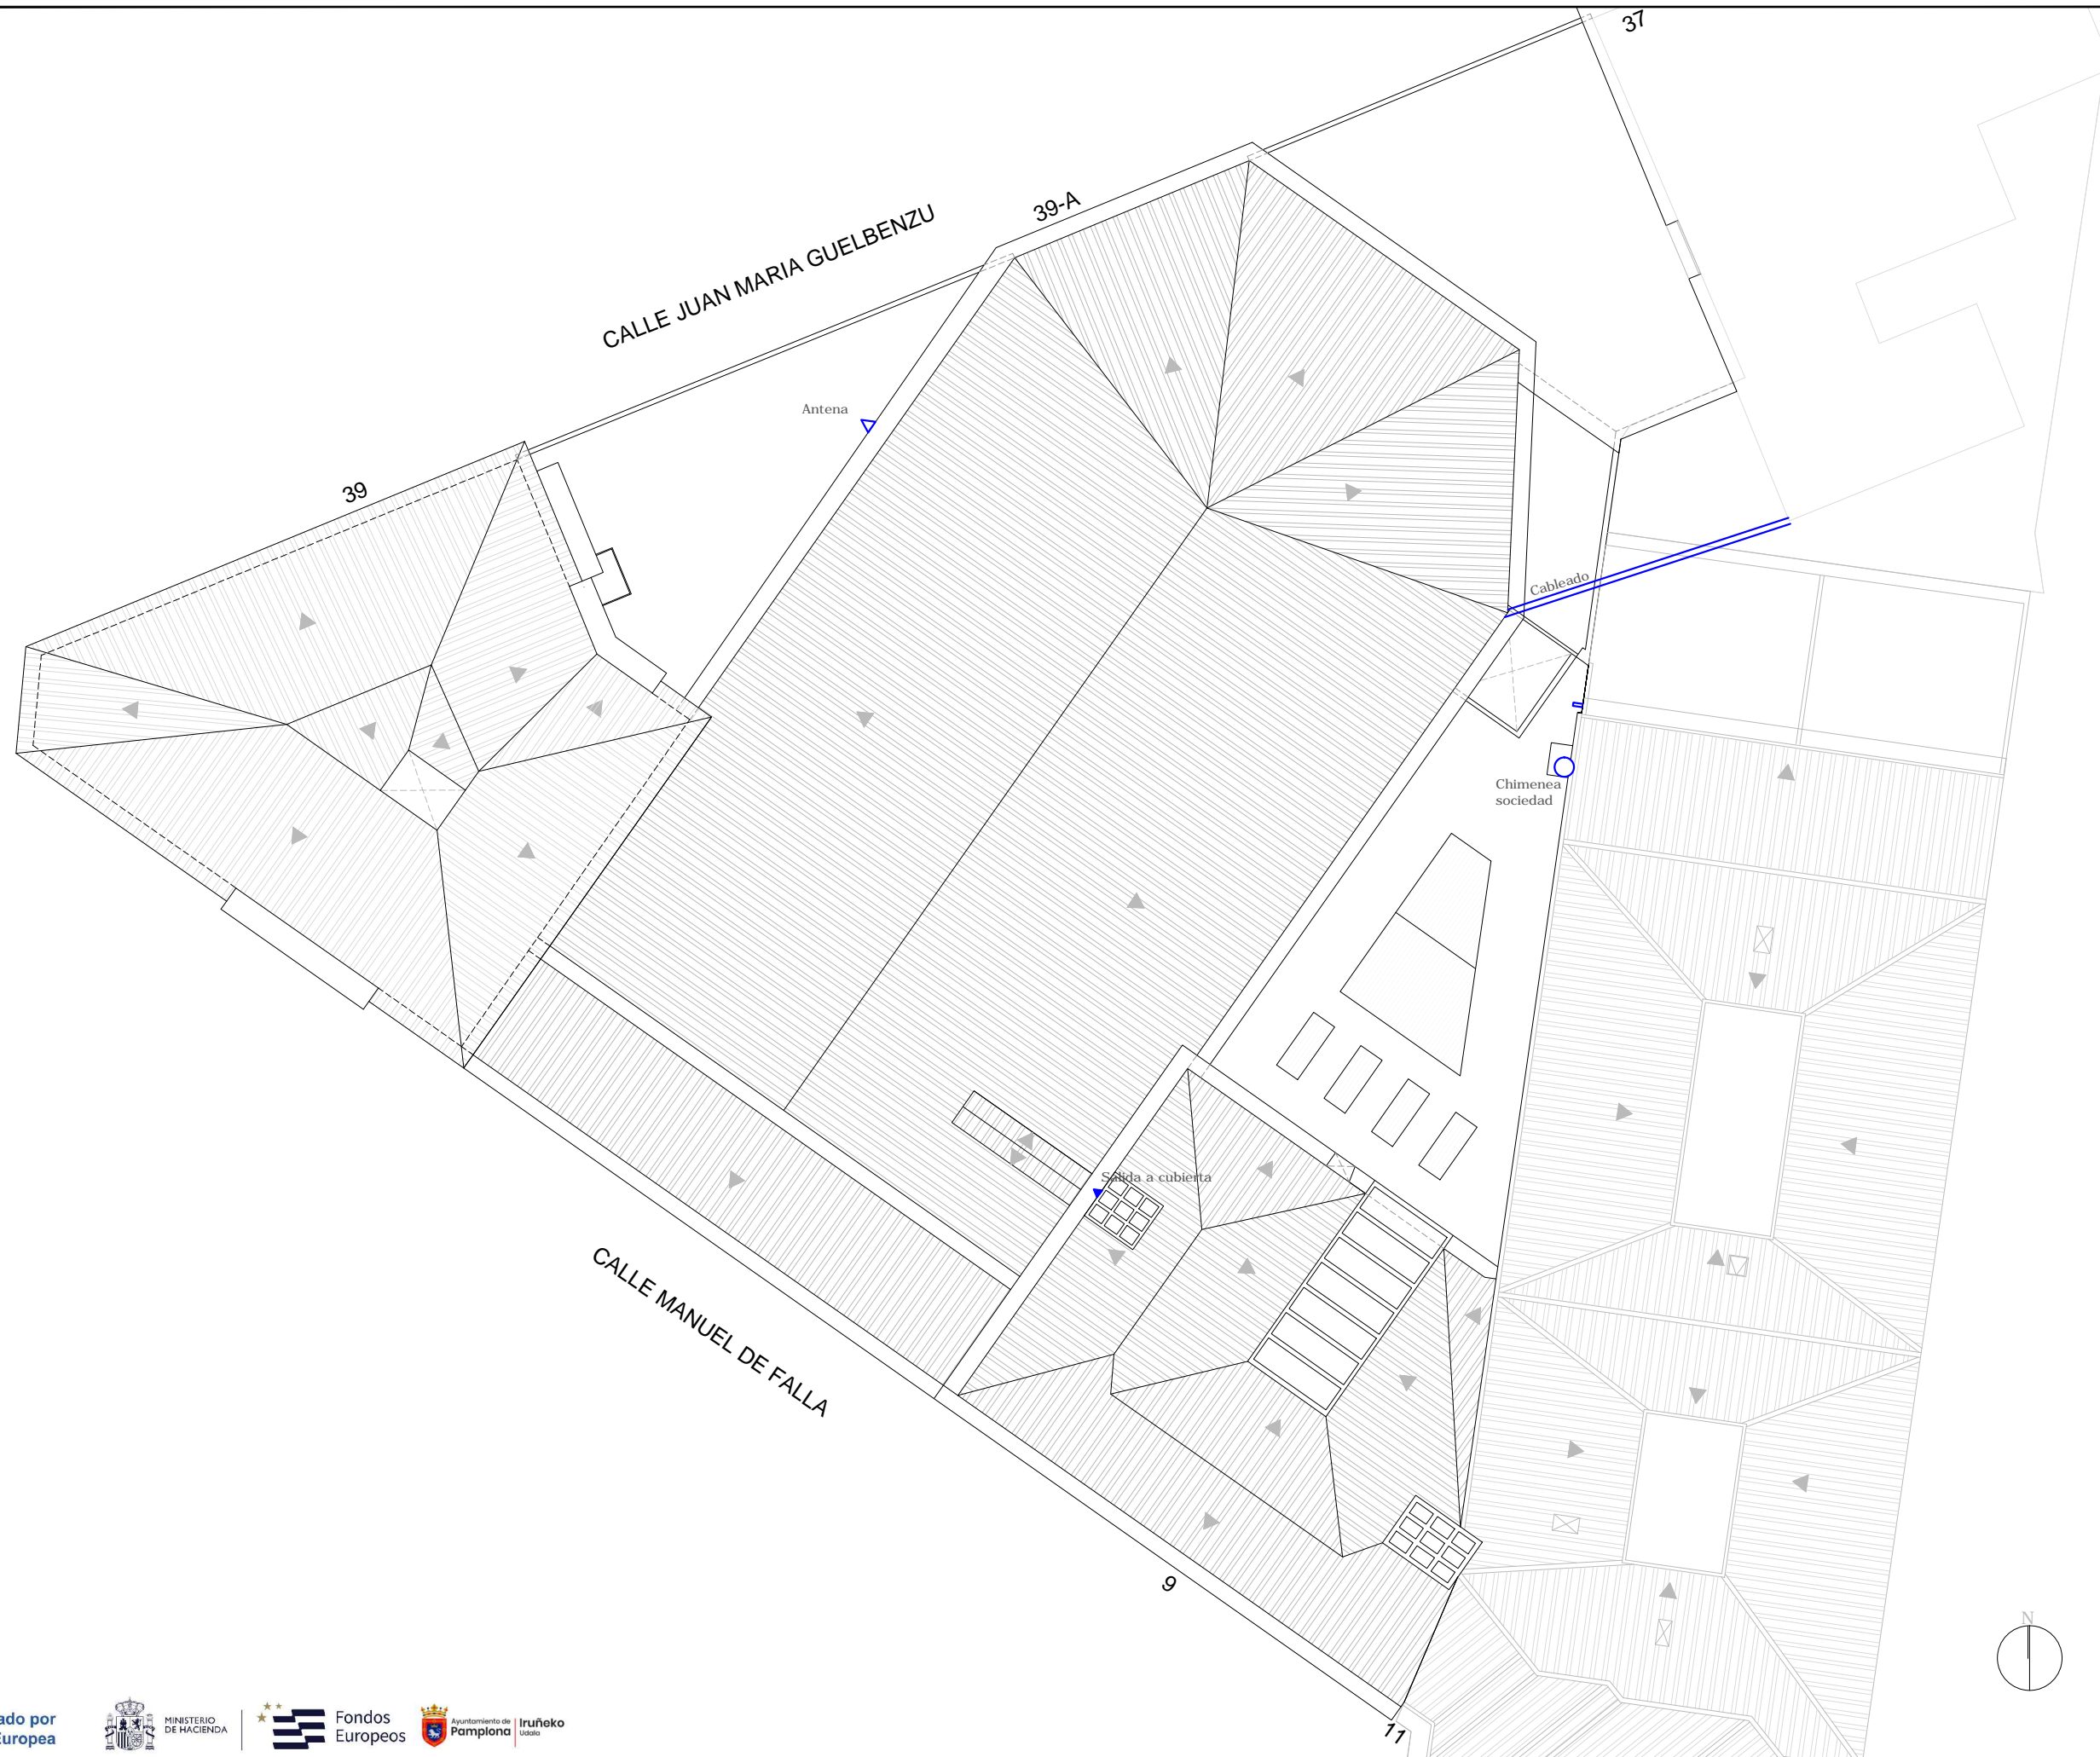 37
39-A
CALLE JUAN MARIA GUELBENZU
Antena
39
Cableado
Chimenea
sociedad
Salida a cubierta
CALLE MANUEL DE FALLA
9
11
N
ado por
Europea
MINISTERIO
DE HACIENDA
Fondos
Europeos
Ayuntamiento de
Pamplona
Iruñeko
Udala